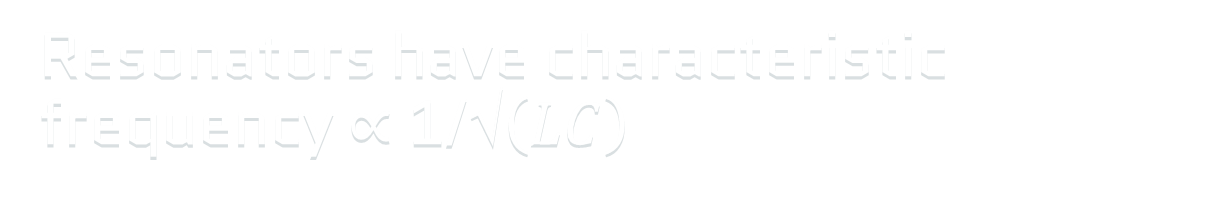 Resonators have characteristic
frequency ∝ 1/√(LC)